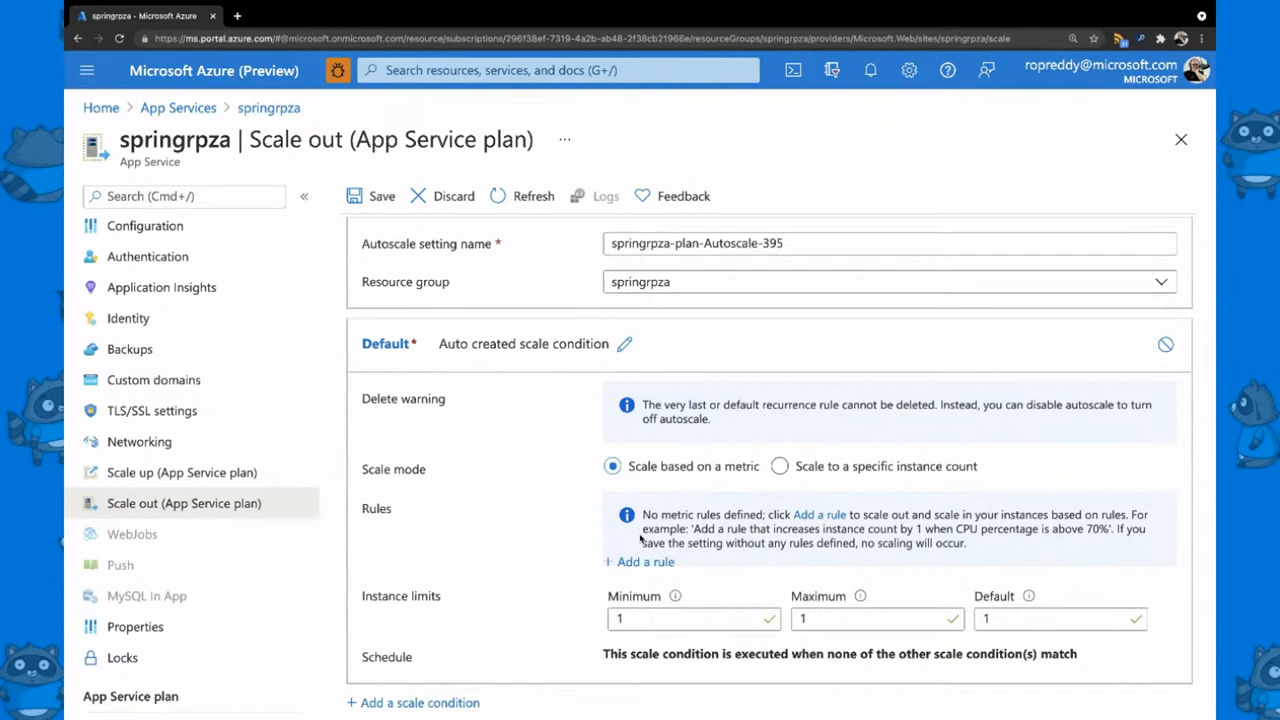 springrpza - Microsoft Azure
https://ms.portal.azure.com/#@microsoft.onmicrosoft.com/resource/subscriptions/296f38ef-7319-4a2b-ab48-2f38cb21966e/resourceGroups/springrpza/providers/Microsoft.Web/sites/springrpza/scale
Microsoft Azure (Preview)
Search resources, services, and docs (G+/)
ropreddy@microsoft.com
MICROSOFT
Home > App Services > springrpza
springrpza | Scale out (App Service plan) ...
App Service
Search (Cmd+/)
«
Save Discard Refresh Logs Feedback
Configuration
Authentication
Application Insights
Identity
Backups
Custom domains
TLS/SSL settings
Networking
Scale up (App Service plan)
Scale out (App Service plan)
WebJobs
Push
MySQL In App
Properties
Locks
App Service plan
Autoscale setting name *
springrpza-plan-Autoscale-395
Resource group
springrpza
Default* Auto created scale condition
Delete warning
The very last or default recurrence rule cannot be deleted. Instead, you can disable autoscale to turn
off autoscale.
Scale mode
Scale based on a metric Scale to a specific instance count
Rules
No metric rules defined; click Add a rule to scale out and scale in your instances based on rules. For
example: 'Add a rule that increases instance count by 1 when CPU percentage is above 70%'. If you
save the setting without any rules defined, no scaling will occur.
+ Add a rule
Instance limits
Minimum Maximum Default
1 1 1
Schedule
This scale condition is executed when none of the other scale condition(s) match
+ Add a scale condition